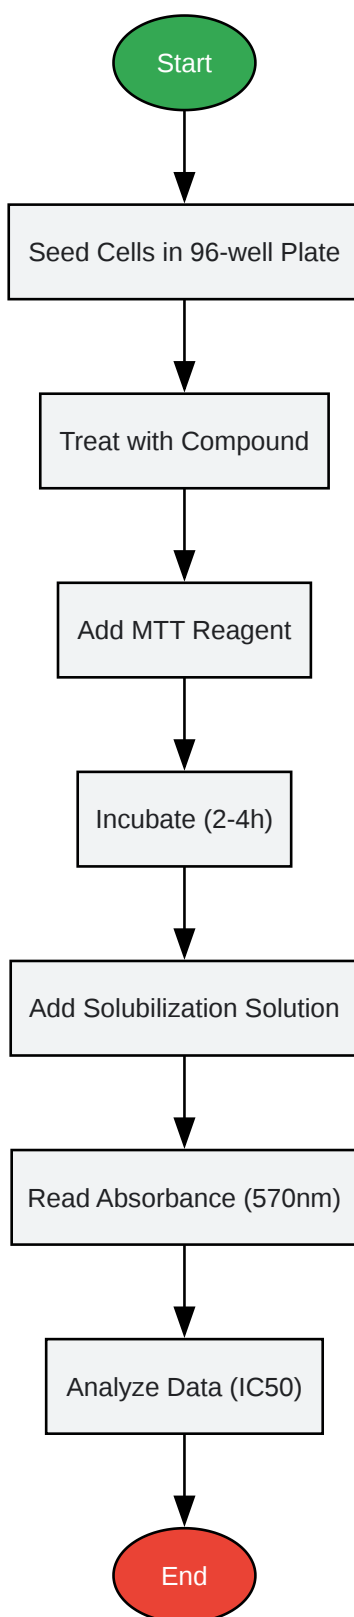 Start
Seed Cells in 96-well Plate
Treat with Compound
Add MTT Reagent
Incubate (2-4h)
Add Solubilization Solution
Read Absorbance (570nm)
Analyze Data (IC50)
End